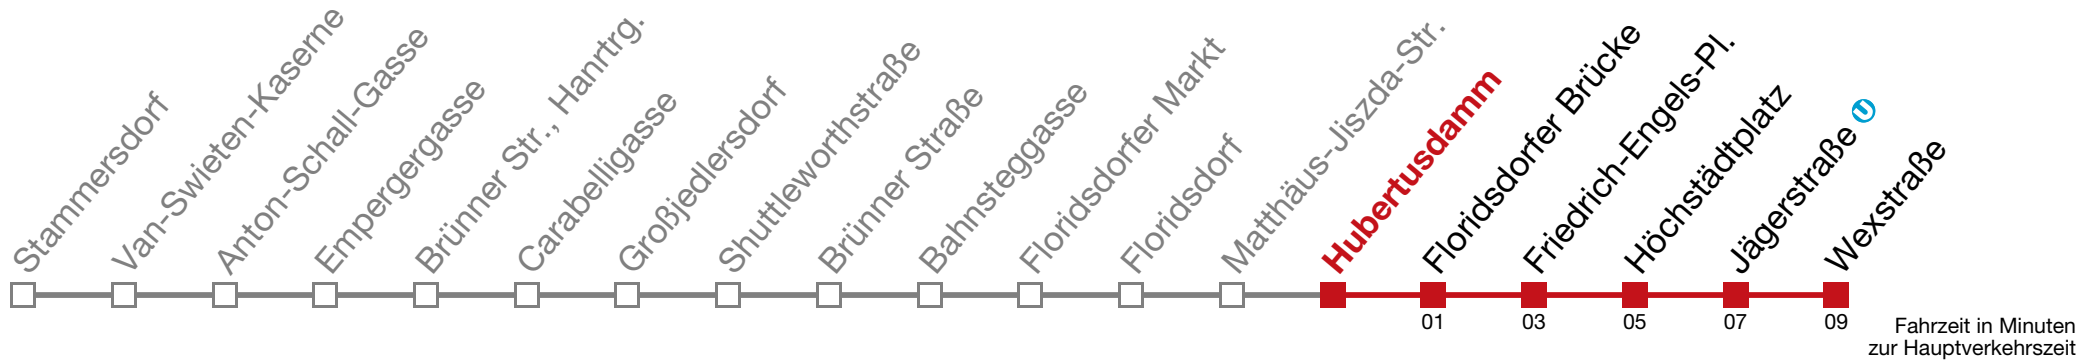 Stammersdorf
Van-Swieten-Kaserne
Anton-Schall-Gasse
Empergergasse
Brünner Str., Hanrtrg.
Carabelligasse
Großjedlersdorf
Shuttleworthstraße
Brünner Straße
Bahnsteggasse
Floridsdorfer Markt
Floridsdorf
Matthäus-Jiszda-Str.
Hubertusdamm
Floridsdorfer Brücke
Friedrich-Engels-Pl.
Höchstädtplatz
Jägerstraße U
Wexstraße
01 03 05 07 09
Fahrzeit in Minuten
zur Hauptverkehrszeit